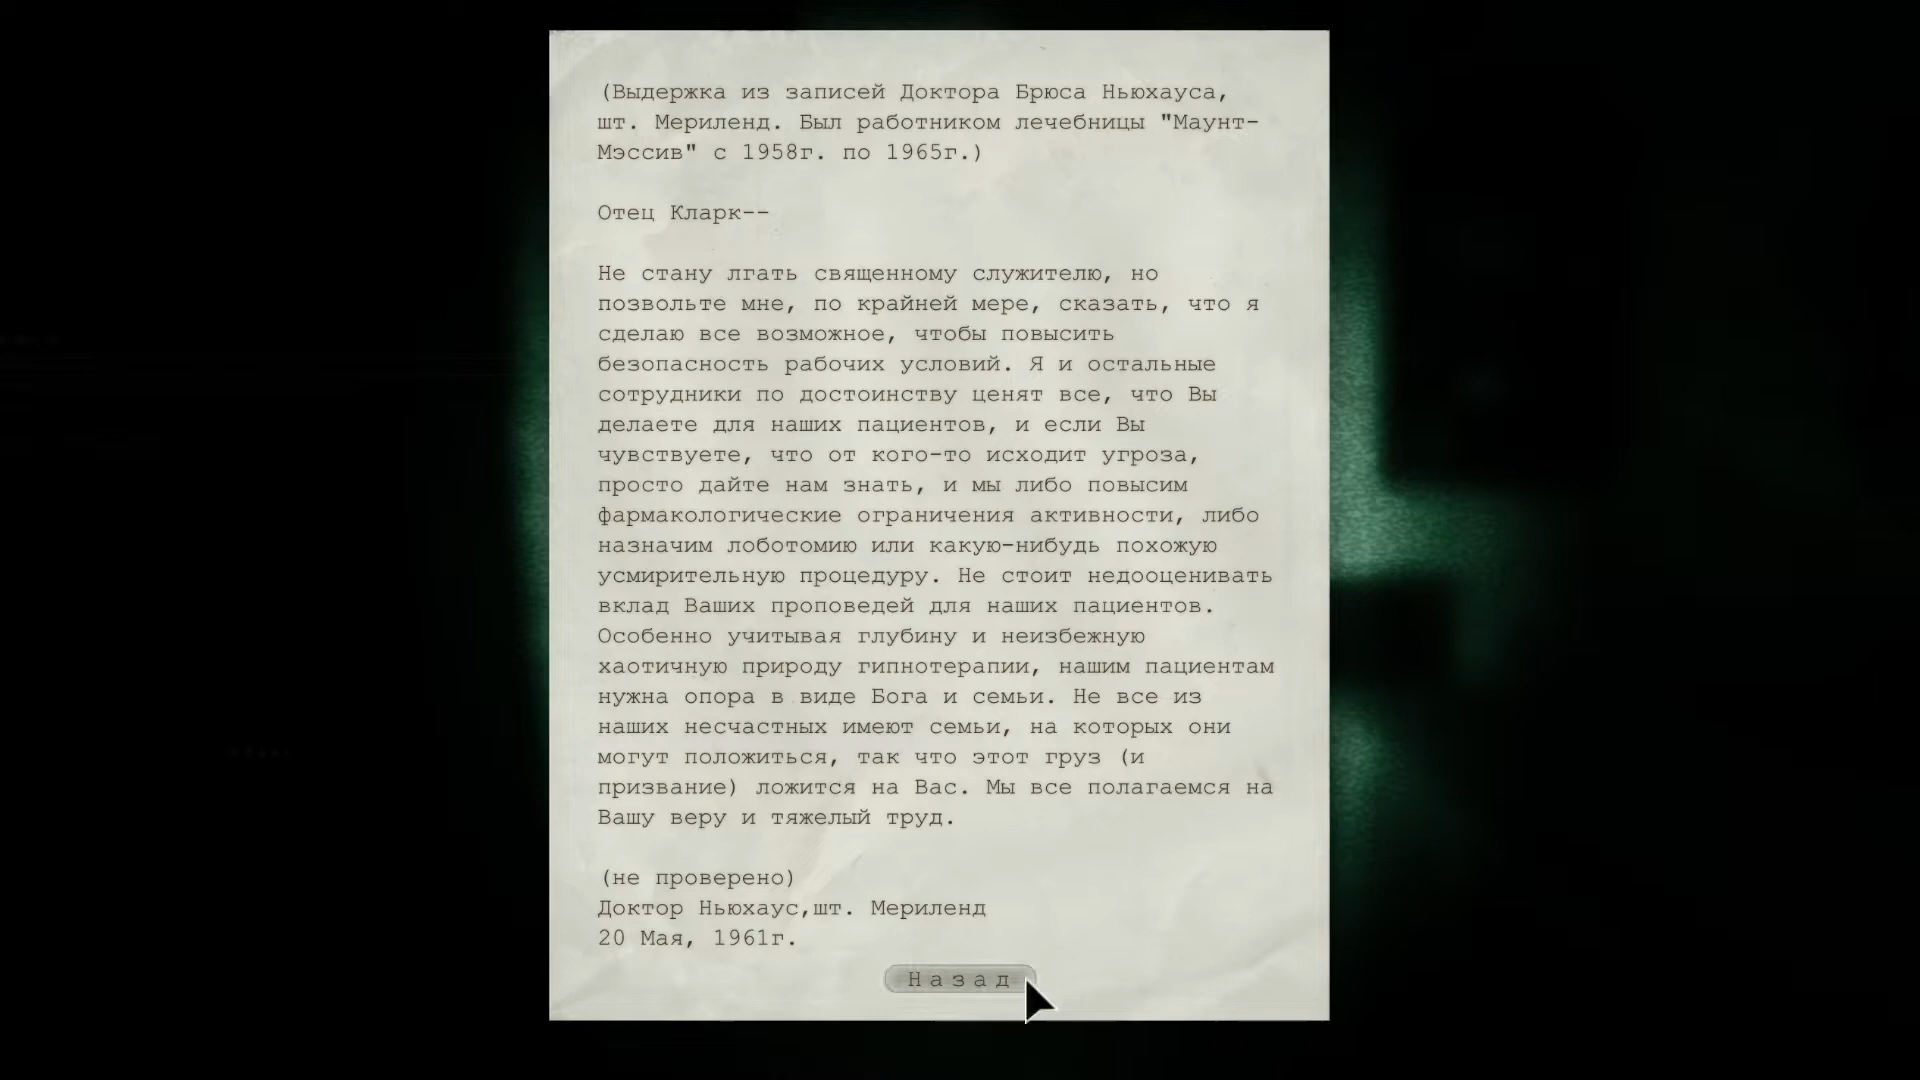 (Выдержка из записей Доктора Брюса Ньюхауса,
шт. Мериленд. Был работником лечебницы "Маунт-
Мэссив" с 1958г. по 1965г.)
Отец Кларк--
Не стану лгать священному служителю, но
позвольте мне, по крайней мере, сказать, что я
сделаю все возможное, чтобы повысить
безопасность рабочих условий. Я и остальные
сотрудники по достоинству ценят все, что Вы
делаете для наших пациентов, и если Вы
чувствуете, что от кого-то исходит угроза,
просто дайте нам знать, и мы либо повысим
фармакологические ограничения активности, либо
назначим лоботомию или какую-нибудь похожую
усмирительную процедуру. Не стоит недооценивать
вклад Ваших проповедей для наших пациентов.
Особенно учитывая глубину и неизбежную
хаотичную природу гипнотерапии, нашим пациентам
нужна опора в виде Бога и семьи. Не все из
наших несчастных имеют семьи, на которых они
могут положиться, так что этот груз (и
призвание) ложится на Вас. Мы все полагаемся на
Вашу веру и тяжелый труд.
(не проверено)
Доктор Ньюхаус,шт. Мериленд
20 Мая, 1961г.
Назад